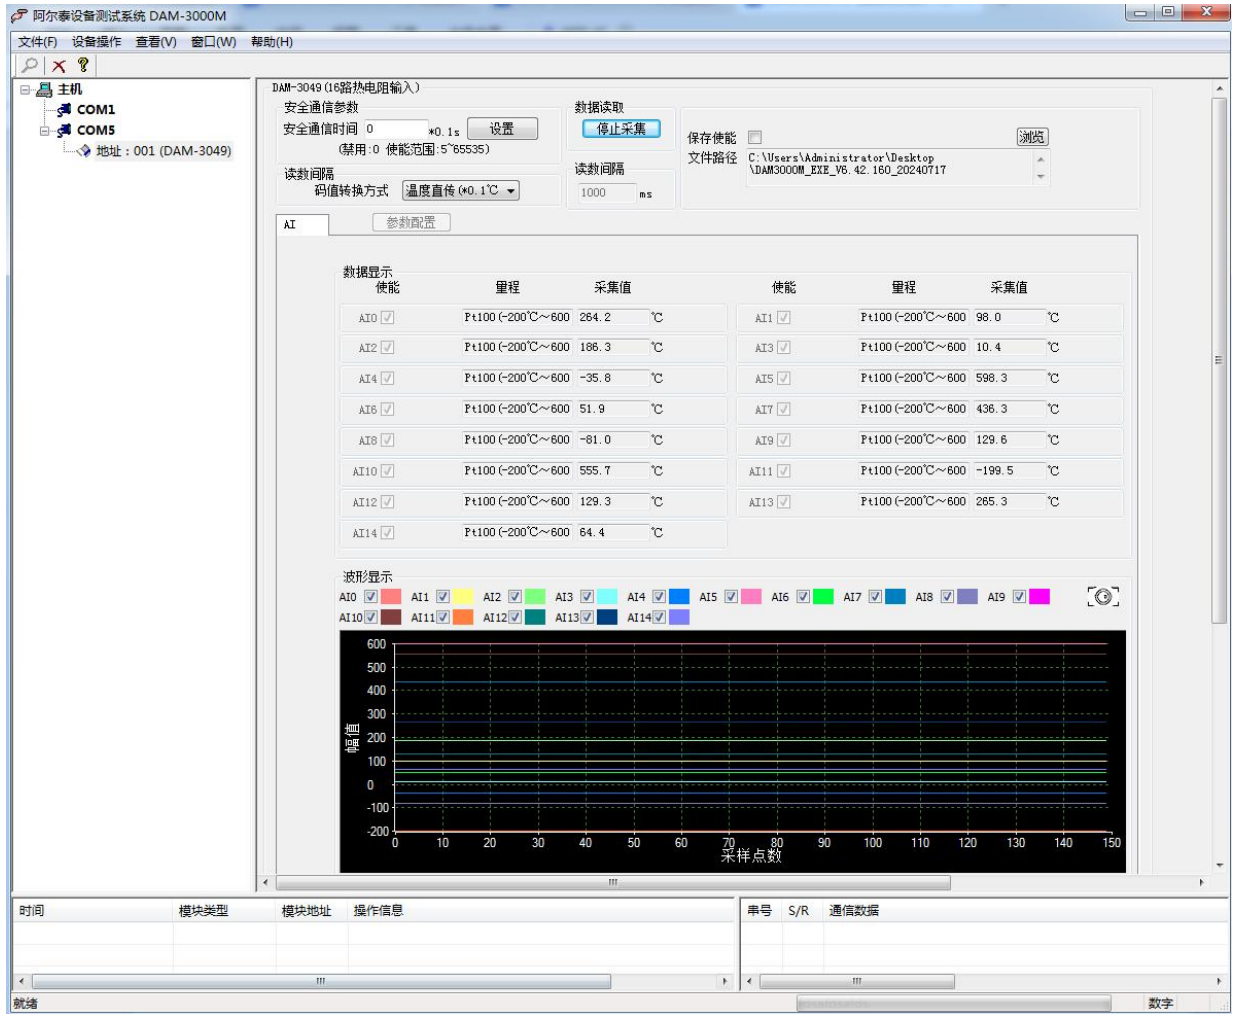 阿尔泰设备测试系统 DAM-3000M
文件(F) 设备操作 查看(V) 窗口(W) 帮助(H)
主机
COM1
COM5
地址：001 (DAM-3049)
DAM-3049(16路热电阻输入)
安全通信参数
安全通信时间 0 *0.1s 设置
(禁用:0 使能范围:5~65535)
读数间隔
码值转换方式 温度直传(*0.1℃
数据读取
停止采集
读数间隔
1000 ms
保存使能 浏览
文件路径 C:\Users\Administrator\Desktop
\DAM3000M_EXE_V6.42.160_20240717
AI 参数配置
数据显示
使能 量程 采集值 使能 量程 采集值
AI0 Pt100(-200℃～600 264.2 ℃ AI1 Pt100(-200℃～600 98.0 ℃
AI2 Pt100(-200℃～600 186.3 ℃ AI3 Pt100(-200℃～600 10.4 ℃
AI4 Pt100(-200℃～600 -35.8 ℃ AI5 Pt100(-200℃～600 598.3 ℃
AI6 Pt100(-200℃～600 51.9 ℃ AI7 Pt100(-200℃～600 436.3 ℃
AI8 Pt100(-200℃～600 -81.0 ℃ AI9 Pt100(-200℃～600 129.6 ℃
AI10 Pt100(-200℃～600 555.7 ℃ AI11 Pt100(-200℃～600 -199.5 ℃
AI12 Pt100(-200℃～600 129.3 ℃ AI13 Pt100(-200℃～600 265.3 ℃
AI14 Pt100(-200℃～600 64.4 ℃
波形显示
AI0 AI1 AI2 AI3 AI4 AI5 AI6 AI7 AI8 AI9
AI10 AI11 AI12 AI13 AI14
600
500
400
300
200
100
0
-100
-200
幅值
0 10 20 30 40 50 60 70 80 90 100 110 120 130 140 150
采样点数
时间 模块类型 模块地址 操作信息 串号 S/R 通信数据
就绪 数字